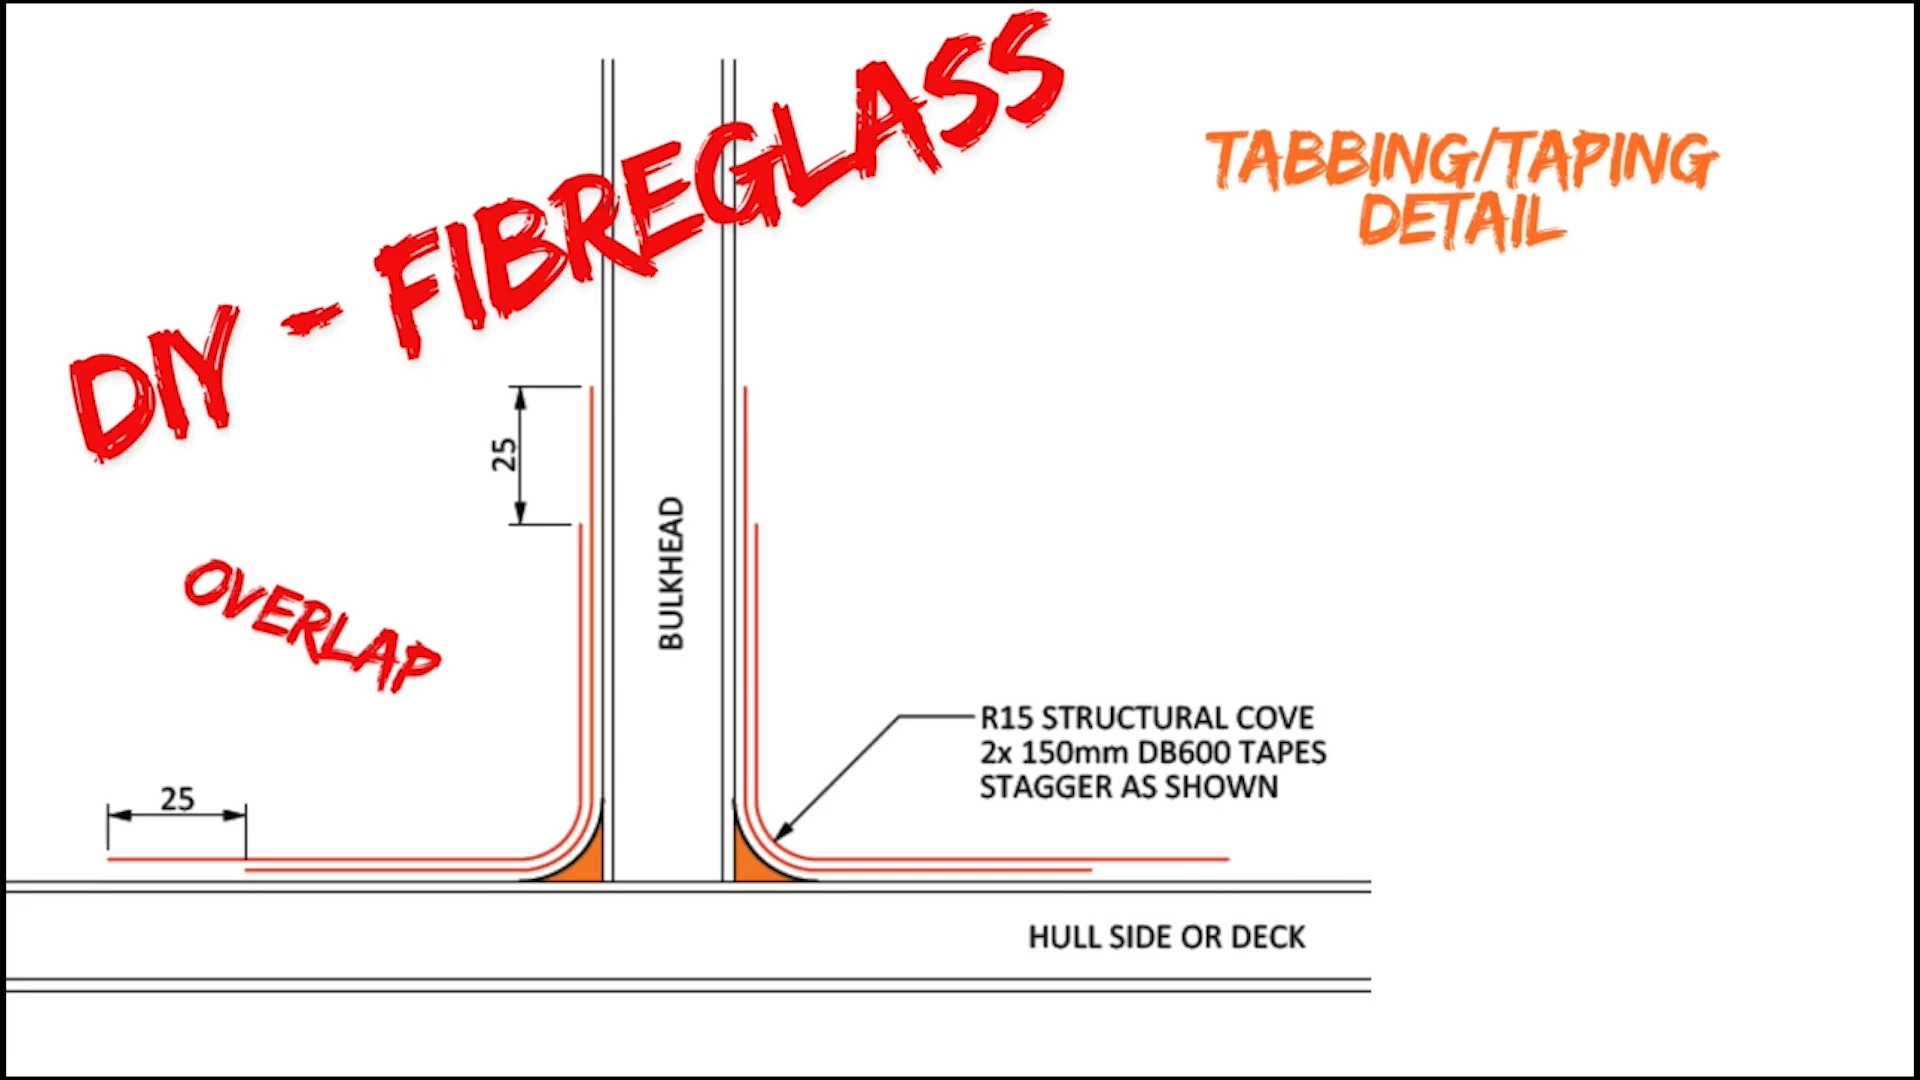 DIY - FIBREGLASS
TABBING/TAPING
DETAIL
25
BULKHEAD
OVERLAP
R15 STRUCTURAL COVE
2x 150mm DB600 TAPES
STAGGER AS SHOWN
25
HULL SIDE OR DECK